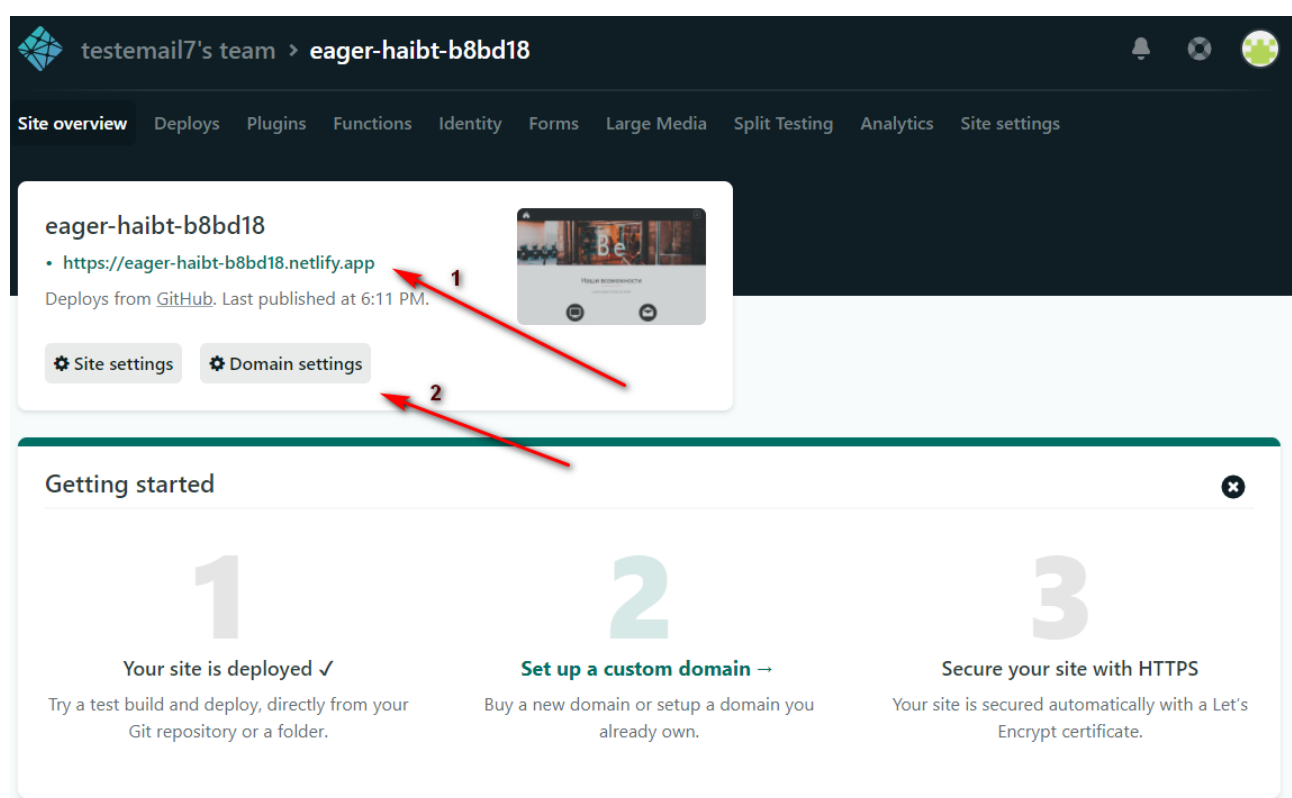 testemail7's team > eager-haibt-b8bd18
Site overview Deploys Plugins Functions Identity Forms Large Media Split Testing Analytics Site settings
eager-haibt-b8bd18
• https://eager-haibt-b8bd18.netlify.app
1
Deploys from GitHub. Last published at 6:11 PM.
Be
Наши возможности
Site settings Domain settings
2
Getting started
1 2 3
Your site is deployed ✓ Set up a custom domain → Secure your site with HTTPS
Try a test build and deploy, directly from your Buy a new domain or setup a domain you Your site is secured automatically with a Let's
Git repository or a folder. already own. Encrypt certificate.